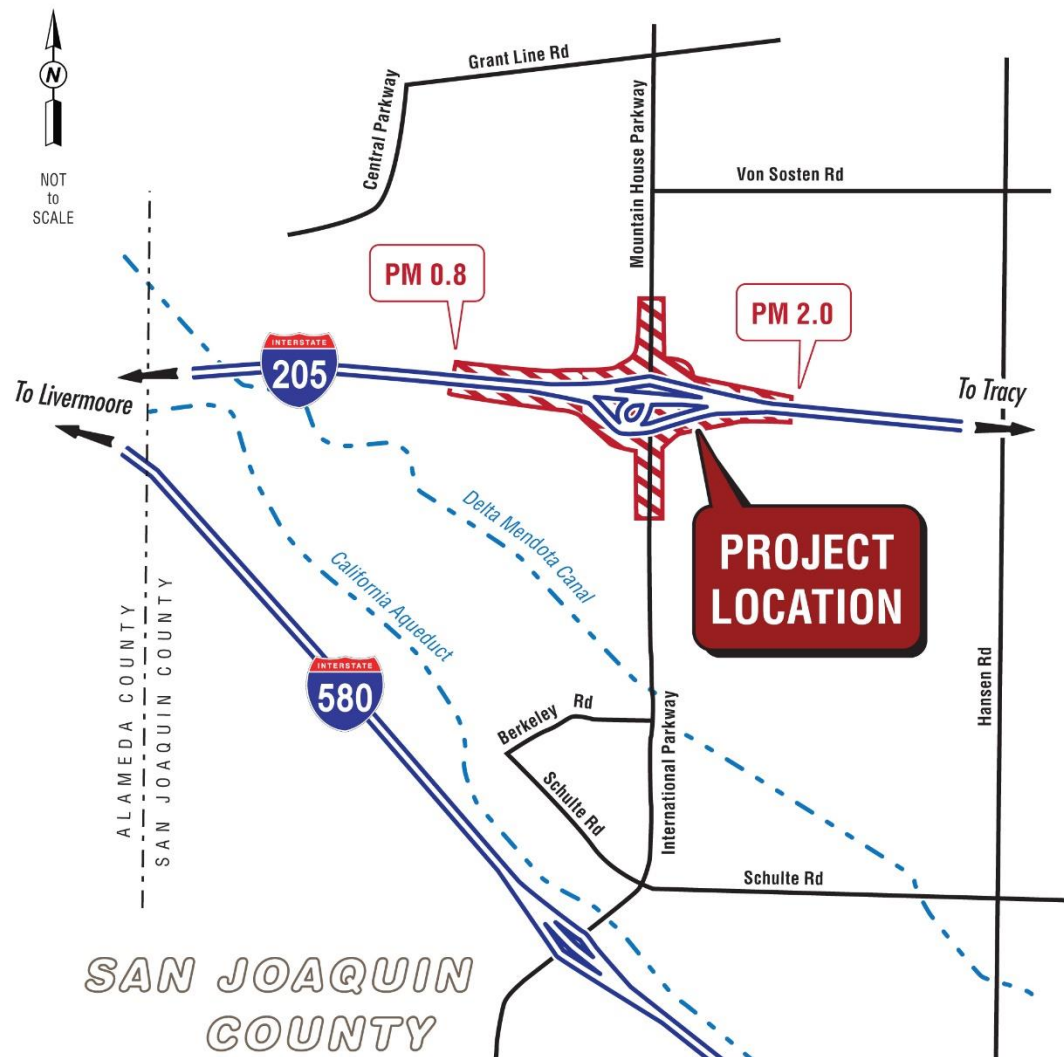 Grant Line Rd
N
Central Parkway
Mountain House Parkway
NOT
to
SCALE
Von Sosten Rd
PM 0.8
PM 2.0
INTERSTATE
205
To Livermoore
To Tracy
Delta Mendota Canal
PROJECT
LOCATION
California Aqueduct
ALAMEDA COUNTY
SAN JOAQUIN COUNTY
INTERSTATE
580
Hansen Rd
Berkeley Rd
International Parkway
Schulte Rd
Schulte Rd
SAN JOAQUIN
COUNTY